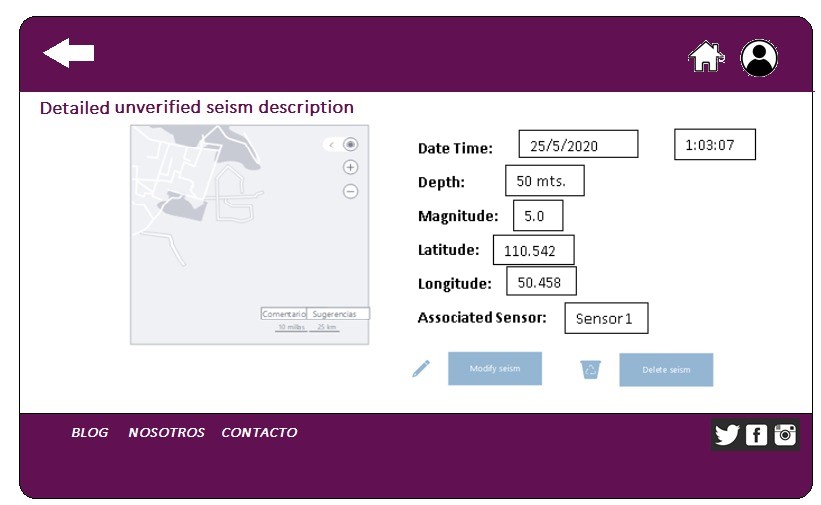 Detailed unverified seism description
Date Time: 25/5/2020 1:03:07
Depth: 50 mts.
Magnitude: 5.0
Latitude: 110.542
Longitude: 50.458
Associated Sensor: Sensor1
Comentario Sugerencias
10 millas 25 km
Modify seism Delete seism
BLOG NOSOTROS CONTACTO